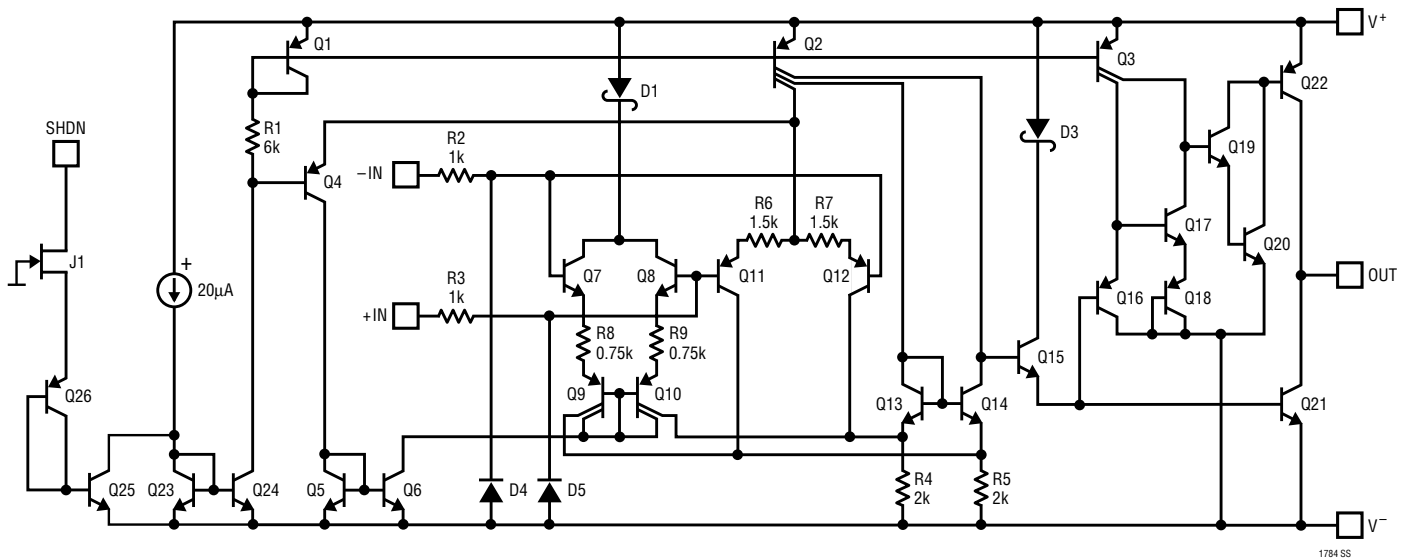 V+
Q1
Q2
Q3
Q22
D1
D3
SHDN
R1
6k
R2
1k
Q19
−IN
Q4
R6
1.5k
R7
1.5k
Q17
Q20
J1
+
20µA
R3
1k
Q7
Q8
Q11
Q12
OUT
Q16
Q18
+IN
R8
0.75k
R9
0.75k
Q15
Q26
Q9
Q10
Q13
Q14
Q21
Q25
Q23
Q24
Q5
Q6
D4
D5
R4
2k
R5
2k
V−
1784 SS